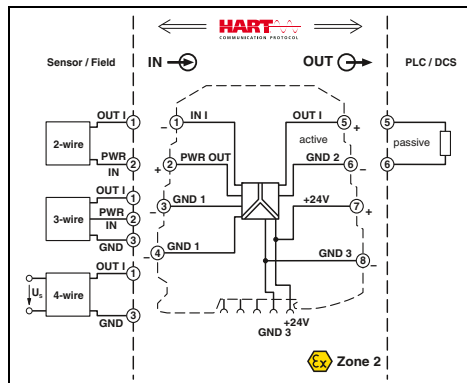 HART
COMMUNICATION PROTOCOL
Sensor / Field
IN
OUT
PLC / DCS
OUT I
1
2-wire
PWR
2
IN
OUT I
1
3-wire
PWR
2
IN
3
GND
OUT I
1
Us
4-wire
GND
3
1
IN I
−
+
2
PWR OUT
3
GND 1
−
4
GND 1
−
OUT I
5
+
active
GND 2
6
−
+24V
7
+
GND 3
8
−
+24V
GND 3
5
passive
6
Ex Zone 2